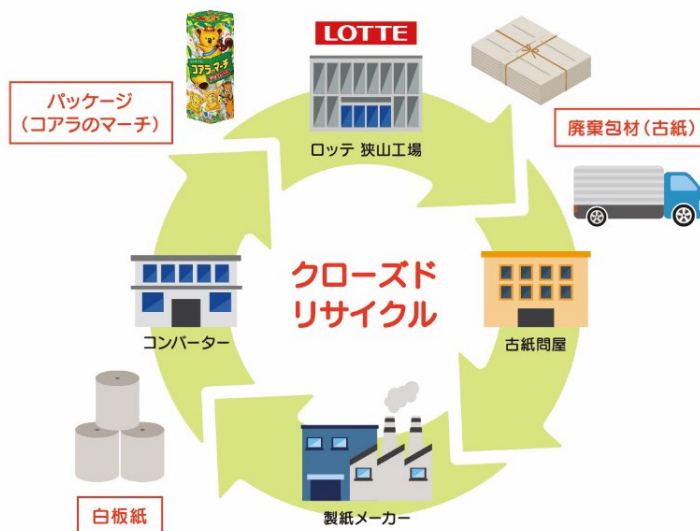 LOTTE
コアラのマーチ
パッケージ
(コアラのマーチ)
ロッテ 狭山工場
廃棄包材(古紙)
クローズド
リサイクル
コンバーター
古紙問屋
白板紙
製紙メーカー